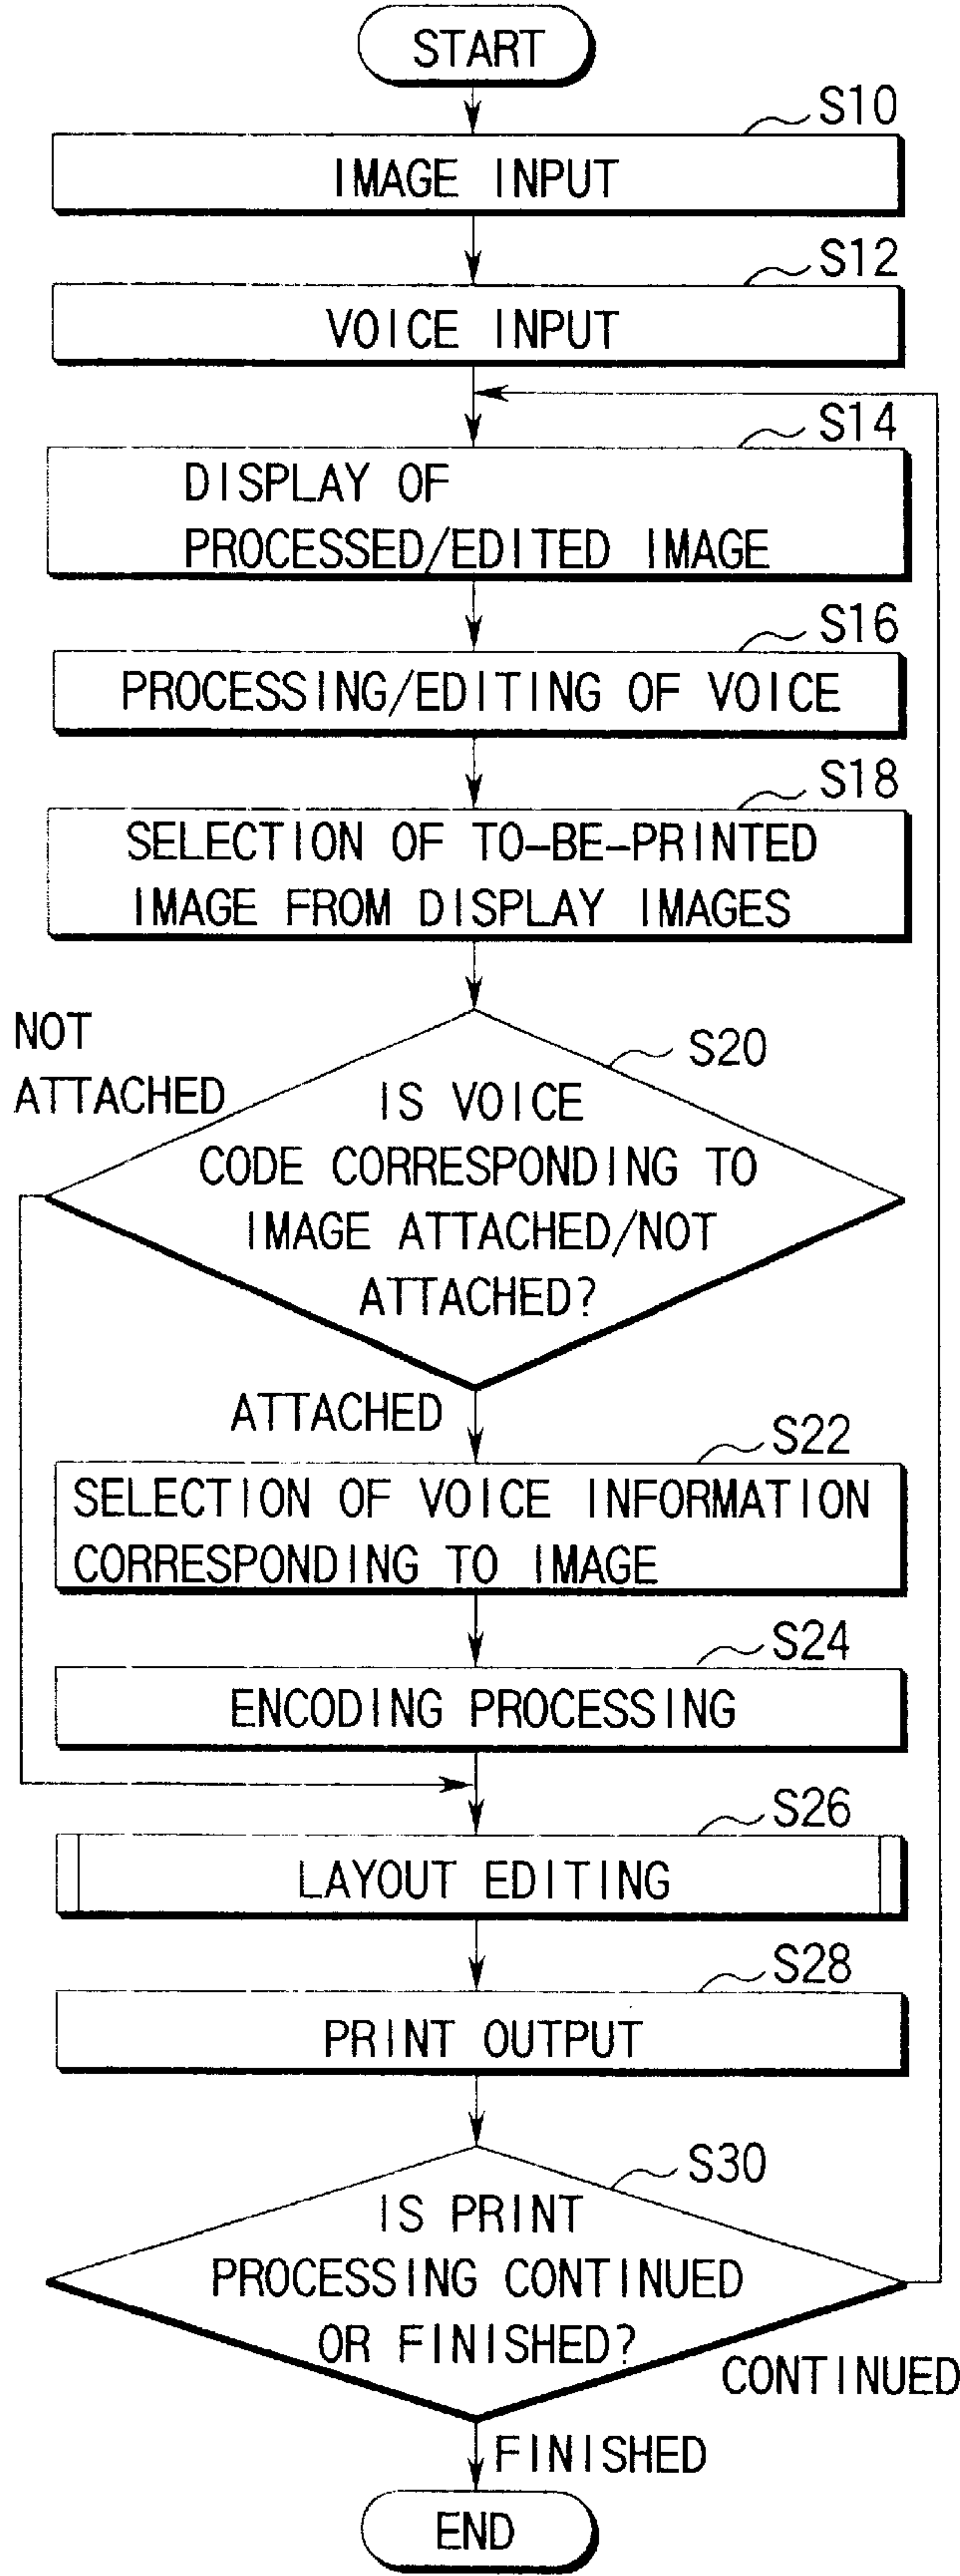 START
S10
IMAGE INPUT
S12
VOICE INPUT
S14
DISPLAY OF
PROCESSED/EDITED IMAGE
S16
PROCESSING/EDITING OF VOICE
S18
SELECTION OF TO-BE-PRINTED
IMAGE FROM DISPLAY IMAGES
NOT
ATTACHED
S20
IS VOICE
CODE CORRESPONDING TO
IMAGE ATTACHED/NOT
ATTACHED?
ATTACHED
S22
SELECTION OF VOICE INFORMATION
CORRESPONDING TO IMAGE
S24
ENCODING PROCESSING
S26
LAYOUT EDITING
S28
PRINT OUTPUT
S30
IS PRINT
PROCESSING CONTINUED
OR FINISHED?
CONTINUED
FINISHED
END